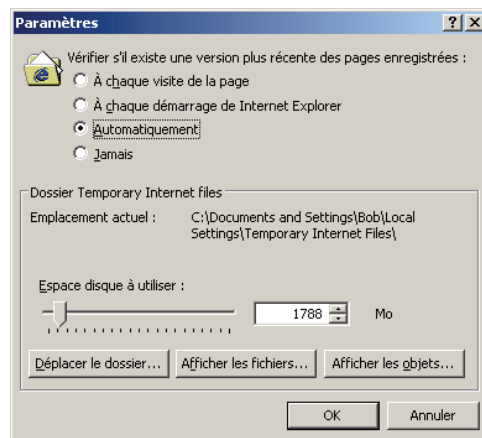 Paramètres
Vérifier s'il existe une version plus récente des pages enregistrées :
À chaque visite de la page
À chaque démarrage de Internet Explorer
Automatiquement
Jamais
Dossier Temporary Internet files
Emplacement actuel : C:\Documents and Settings\Bob\Local
Settings\Temporary Internet Files\
Espace disque à utiliser :
1788 Mo
Déplacer le dossier... Afficher les fichiers... Afficher les objets...
OK Annuler